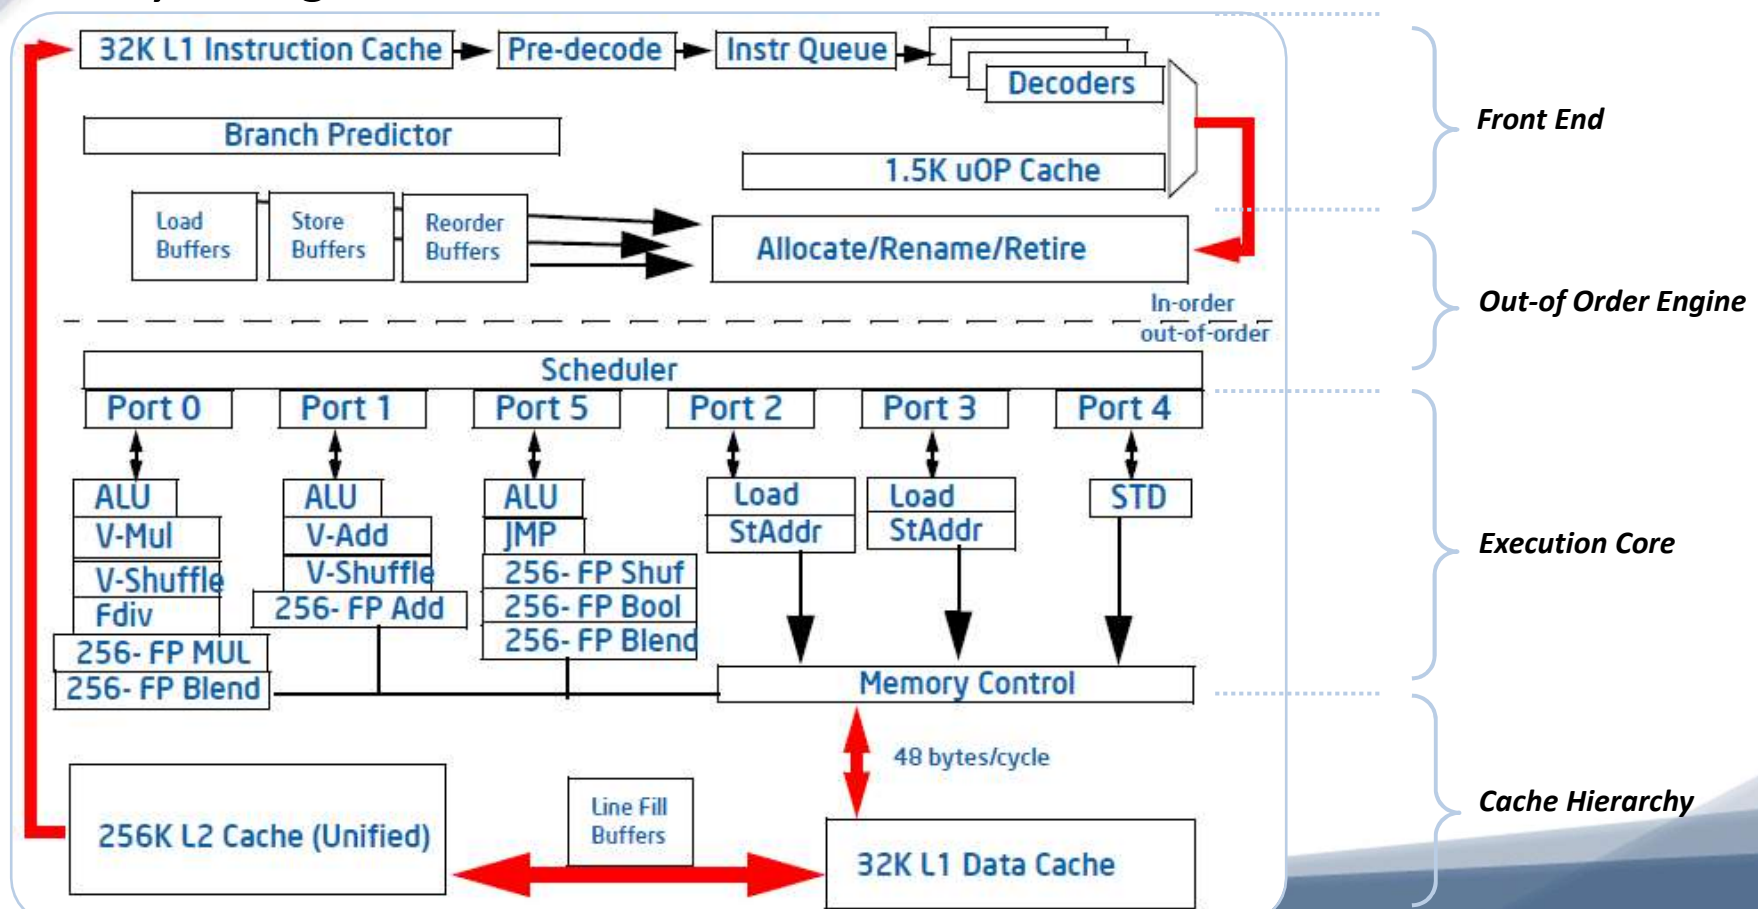 32K L1 Instruction Cache
Pre-decode
Instr Queue
Decoders
Front End
Branch Predictor
1.5K uOP Cache
Load
Buffers
Store
Buffers
Reorder
Buffers
Allocate/Rename/Retire
Out-of Order Engine
In-order
out-of-order
Scheduler
Port 0
Port 1
Port 5
Port 2
Port 3
Port 4
ALU
V-Mul
V-Shuffle
Fdiv
256- FP MUL
256- FP Blend
ALU
V-Add
V-Shuffle
256- FP Add
ALU
JMP
256- FP Shuf
256- FP Bool
256- FP Blend
Load
StAddr
Load
StAddr
STD
Execution Core
Memory Control
48 bytes/cycle
Cache Hierarchy
256K L2 Cache (Unified)
Line Fill
Buffers
32K L1 Data Cache